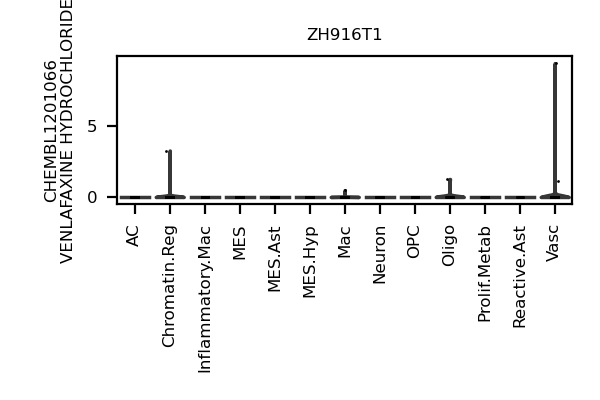 ZH916T1
CHEMBL1201066
VENLAFAXINE HYDROCHLORIDE
5
0
AC
Chromatin.Reg
Inflammatory.Mac
MES
MES.Ast
MES.Hyp
Mac
Neuron
OPC
Oligo
Prolif.Metab
Reactive.Ast
Vasc